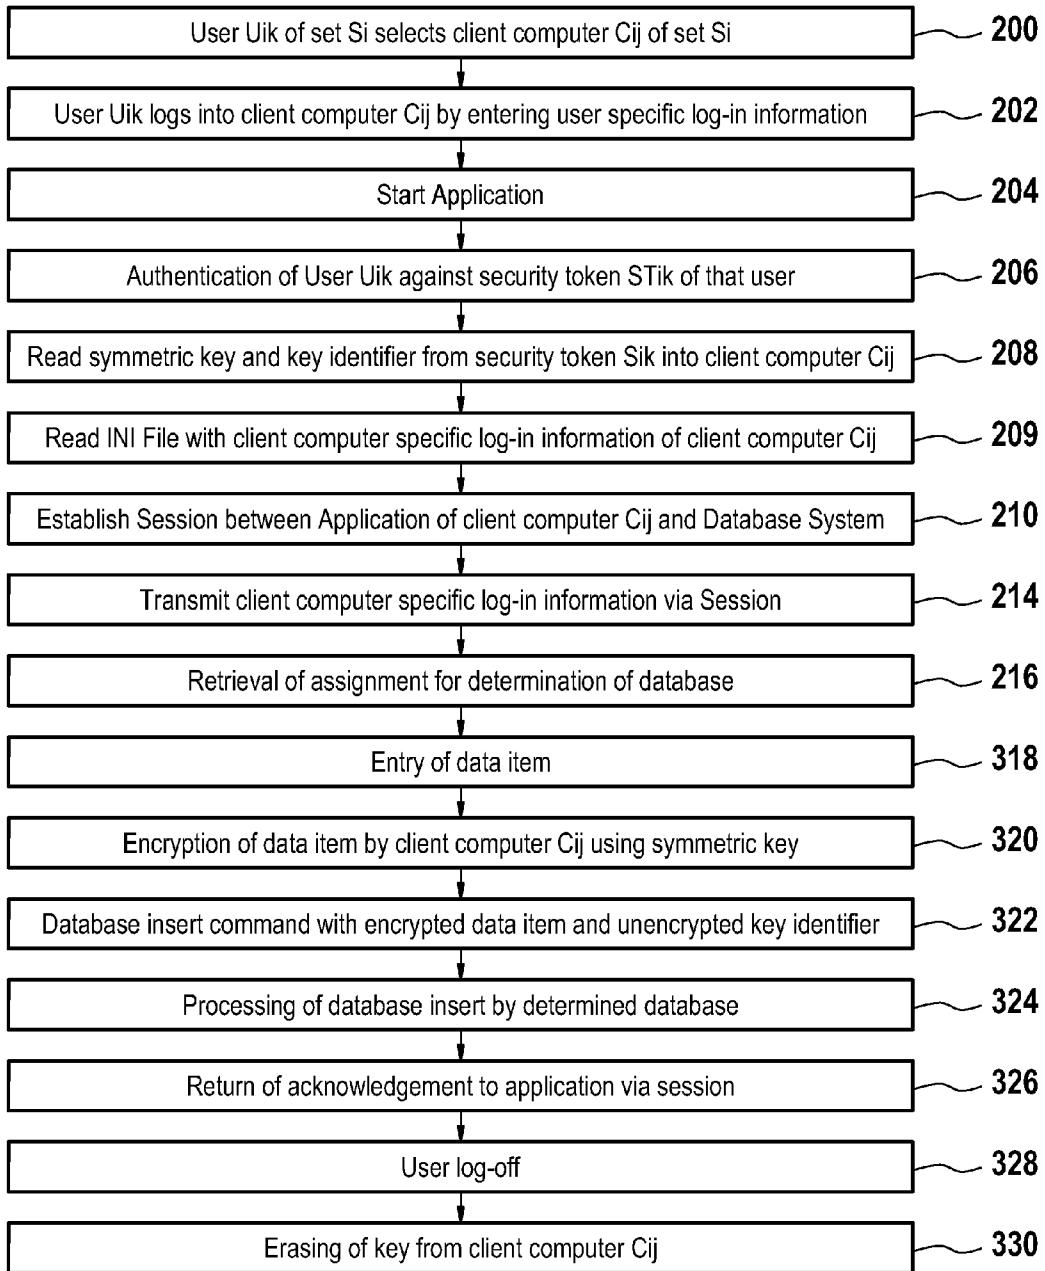 User Uik of set Si selects client computer Cij of set Si 200
User Uik logs into client computer Cij by entering user specific log-in information 202
Start Application 204
Authentication of User Uik against security token STik of that user 206
Read symmetric key and key identifier from security token Sik into client computer Cij 208
Read INI File with client computer specific log-in information of client computer Cij 209
Establish Session between Application of client computer Cij and Database System 210
Transmit client computer specific log-in information via Session 214
Retrieval of assignment for determination of database 216
Entry of data item 318
Encryption of data item by client computer Cij using symmetric key 320
Database insert command with encrypted data item and unencrypted key identifier 322
Processing of database insert by determined database 324
Return of acknowledgement to application via session 326
User log-off 328
Erasing of key from client computer Cij 330